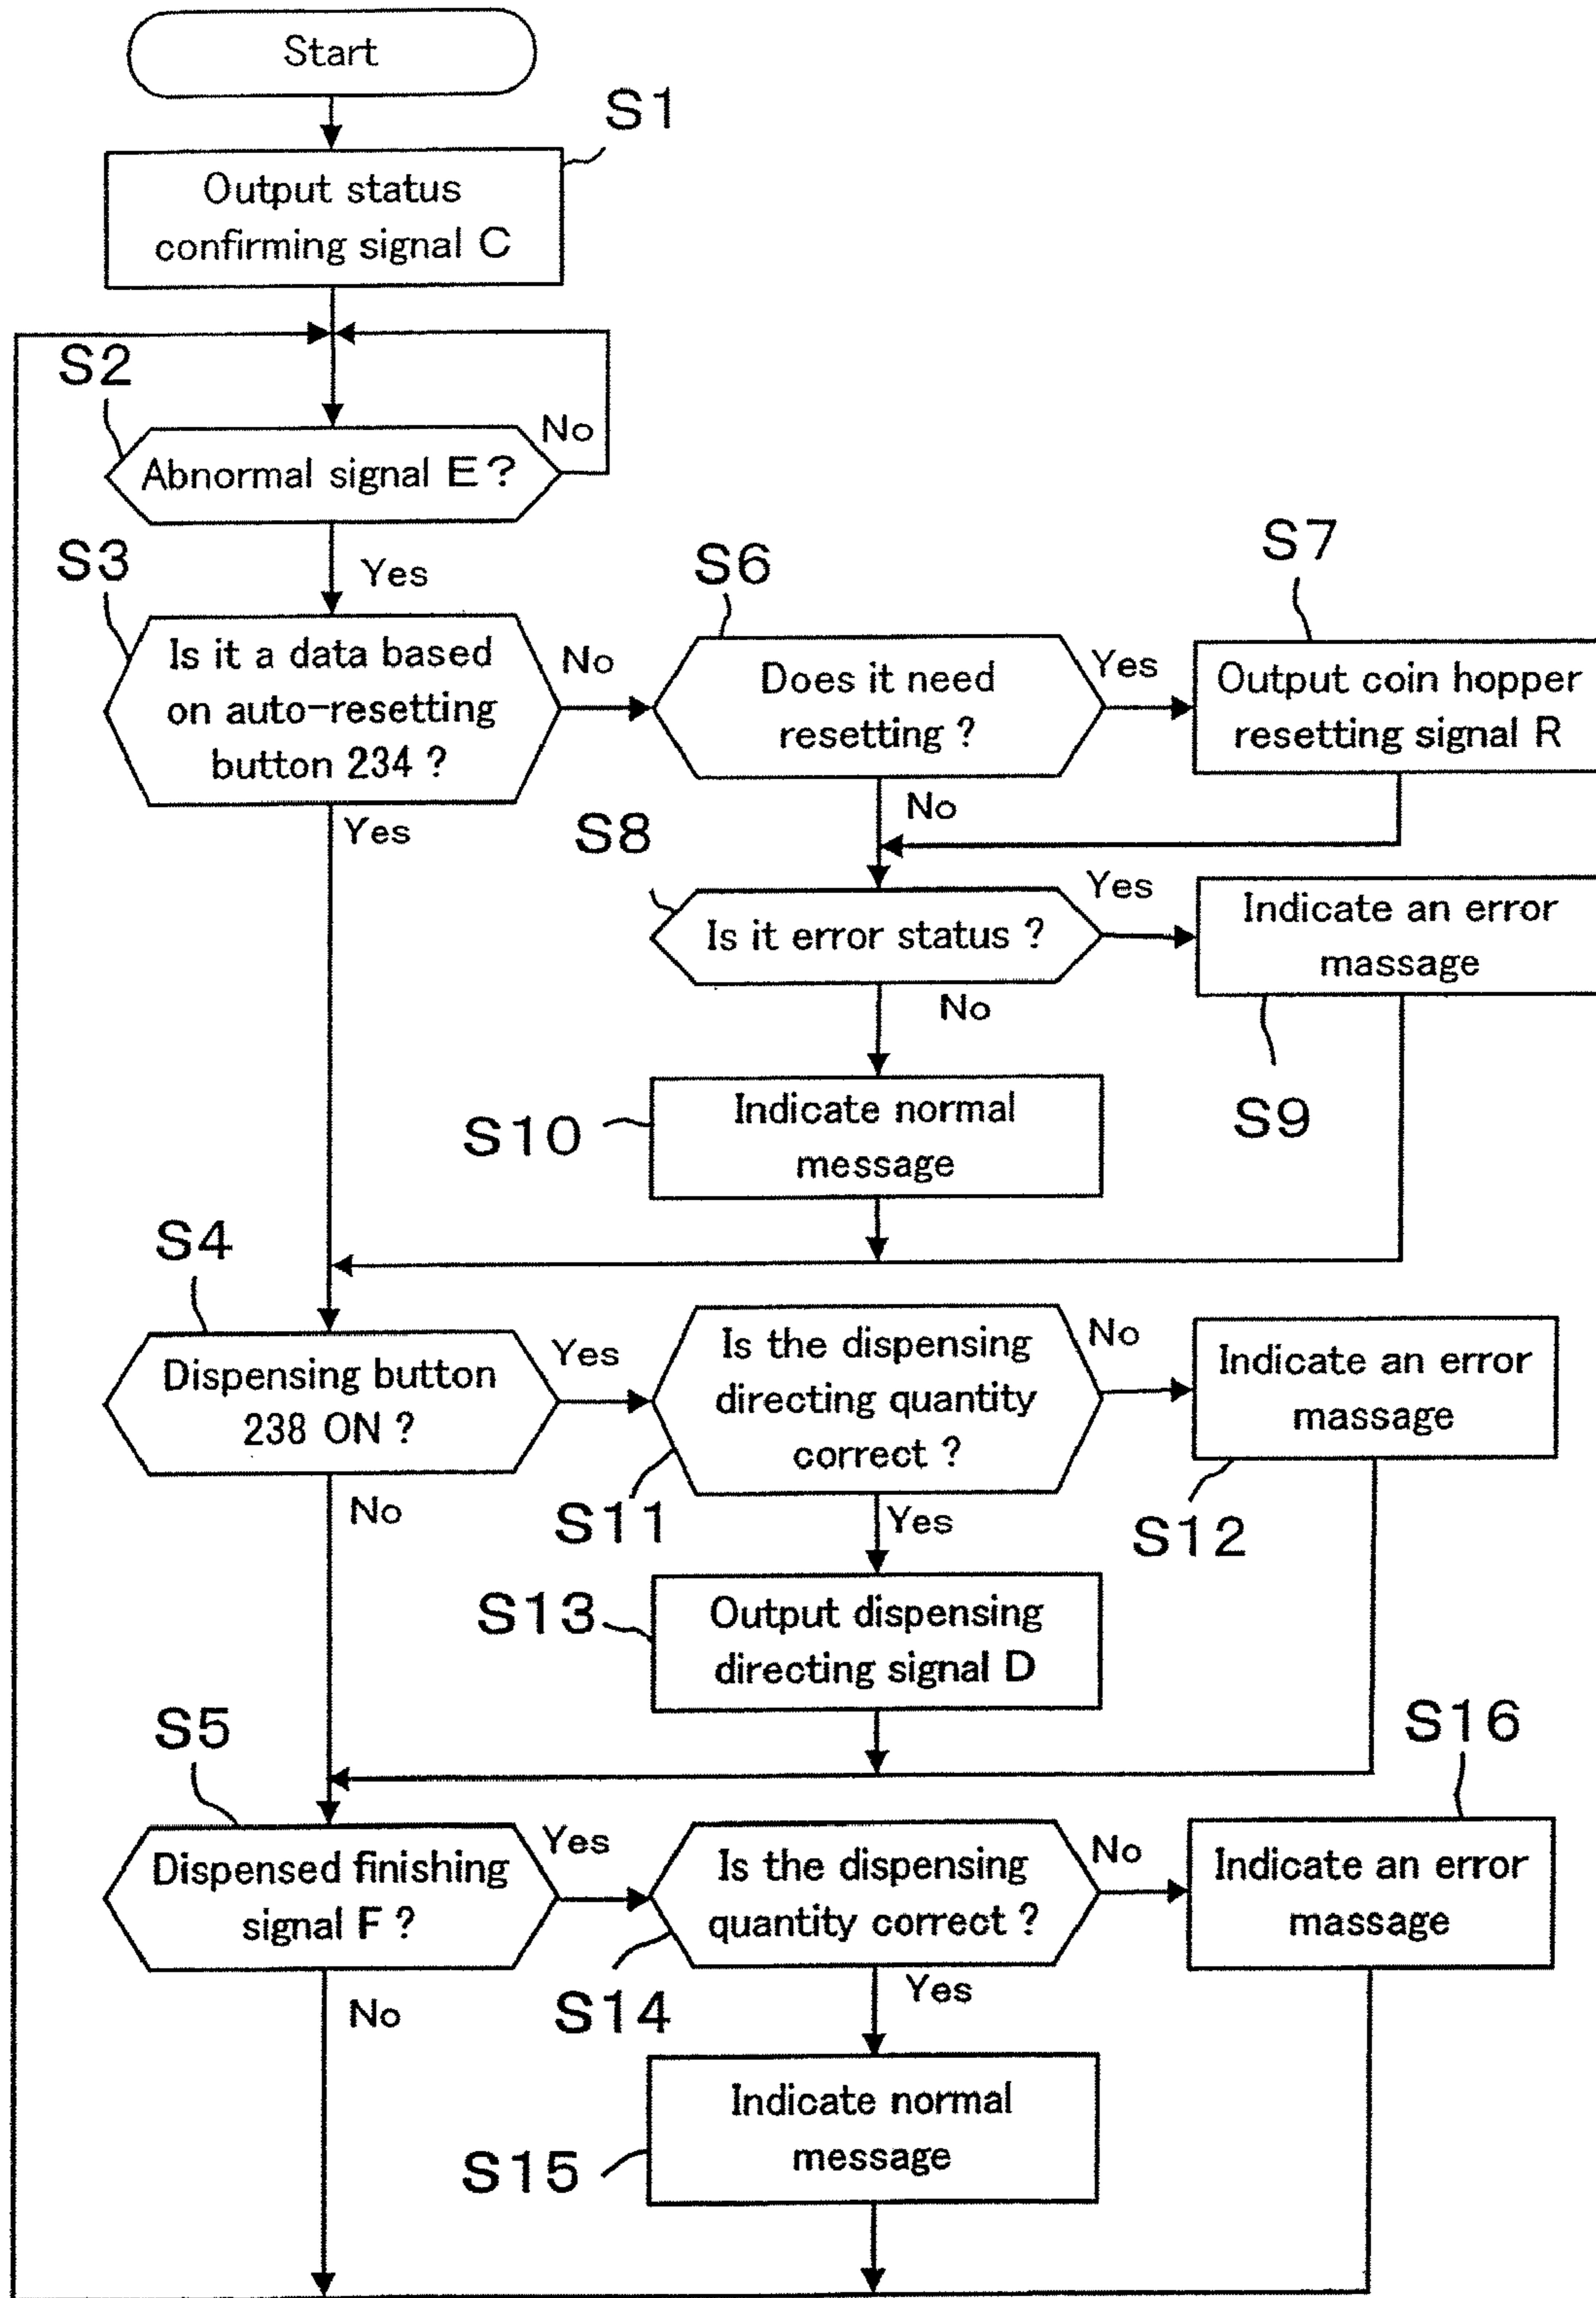 Start
S1
Output status
confirming signal C
S2
No
Abnormal signal E ?
Yes
S3
Is it a data based
on auto-resetting
button 234 ?
No
Yes
S6
Does it need
resetting ?
Yes
No
S7
Output coin hopper
resetting signal R
S8
Is it error status ?
Yes
No
Indicate an error
massage
S9
S10
Indicate normal
message
S4
Dispensing button
238 ON ?
Yes
No
Is the dispensing
directing quantity
correct ?
S11
No
Yes
Indicate an error
massage
S12
S13
Output dispensing
directing signal D
S5
Dispensed finishing
signal F ?
Yes
No
Is the dispensing
quantity correct ?
S14
No
Yes
S16
Indicate an error
massage
Indicate normal
message
S15